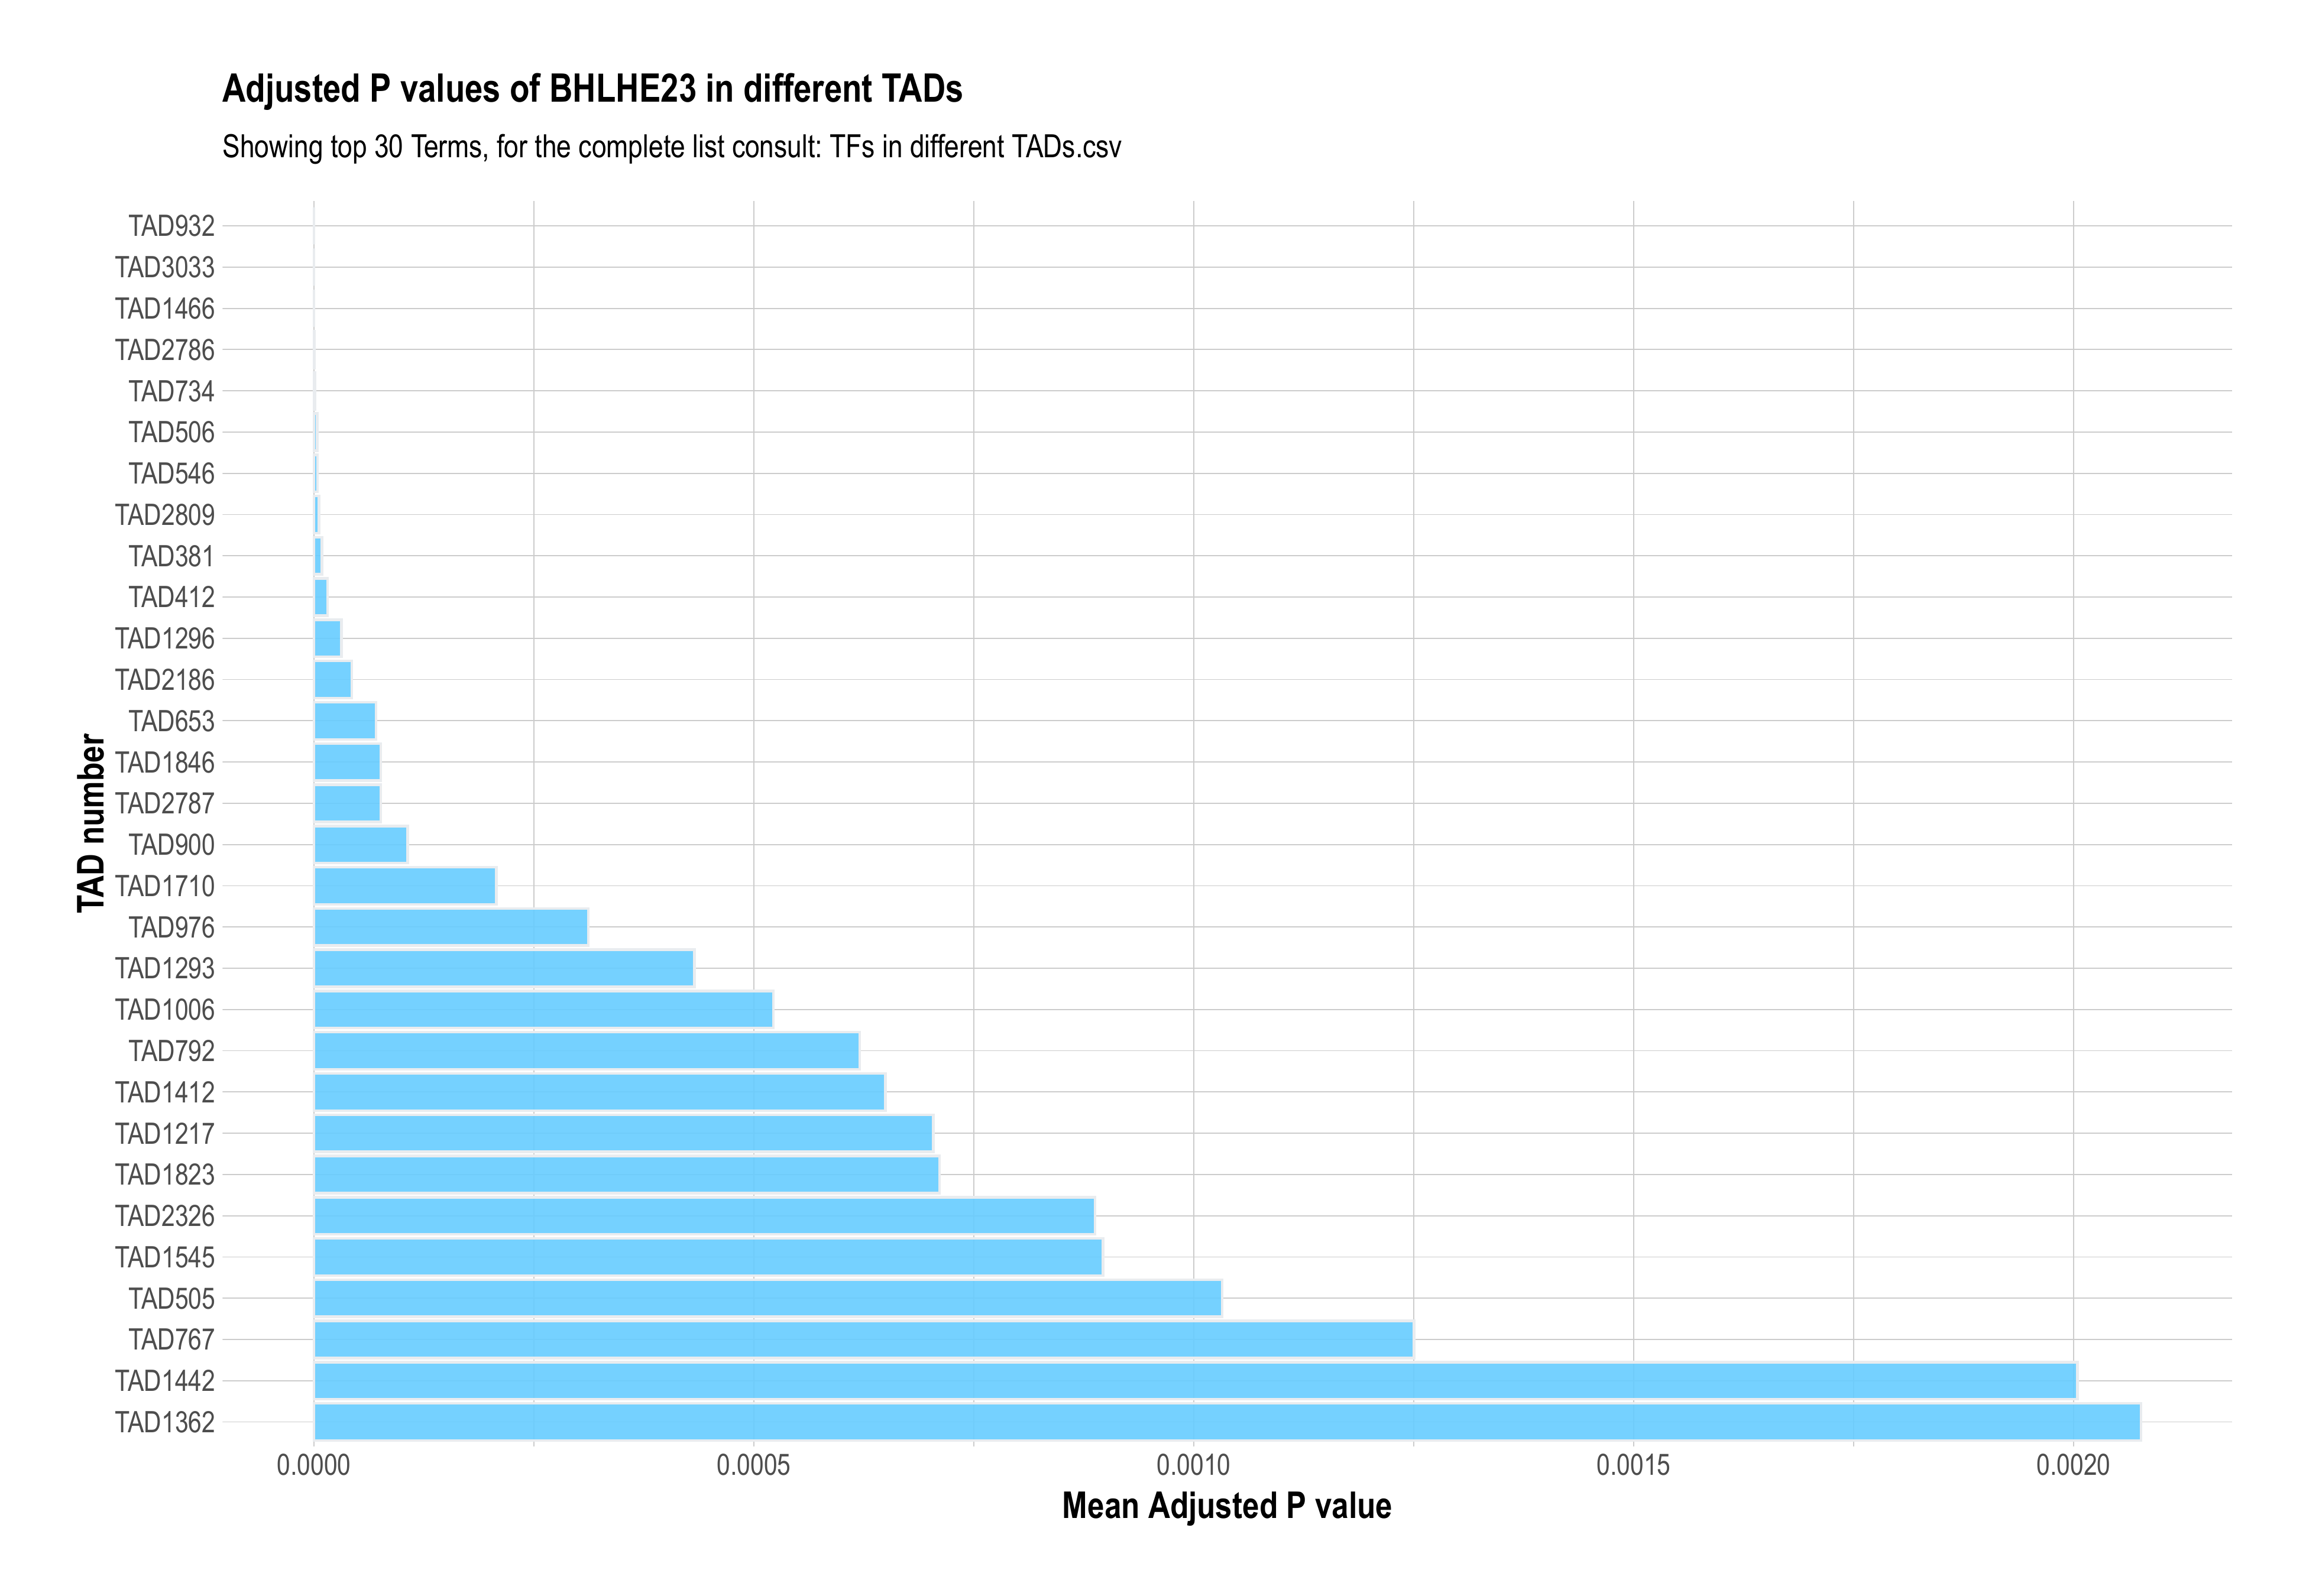 Adjusted P values of BHLHE23 in different TADs
Showing top 30 Terms, for the complete list consult: TFs in different TADs.csv
TAD number
TAD932
TAD3033
TAD1466
TAD2786
TAD734
TAD506
TAD546
TAD2809
TAD381
TAD412
TAD1296
TAD2186
TAD653
TAD1846
TAD2787
TAD900
TAD1710
TAD976
TAD1293
TAD1006
TAD792
TAD1412
TAD1217
TAD1823
TAD2326
TAD1545
TAD505
TAD767
TAD1442
TAD1362
0.0000 0.0005 0.0010 0.0015 0.0020
Mean Adjusted P value